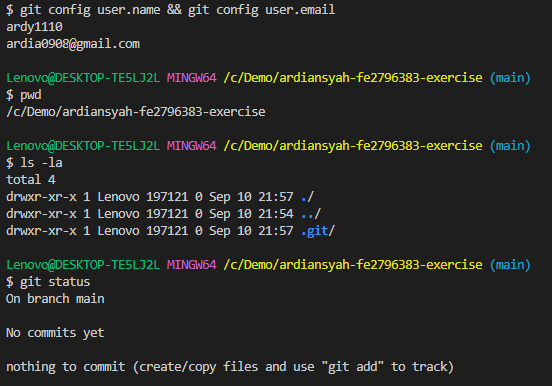 $ git config user.name && git config user.email
ardy1110
ardia0908@gmail.com
Lenovo@DESKTOP-TE5LJ2L MINGW64 /c/Demo/ardiansyah-fe2796383-exercise (main)
$ pwd
/c/Demo/ardiansyah-fe2796383-exercise
Lenovo@DESKTOP-TE5LJ2L MINGW64 /c/Demo/ardiansyah-fe2796383-exercise (main)
$ ls -la
total 4
drwxr-xr-x 1 Lenovo 197121 0 Sep 10 21:57 ./
drwxr-xr-x 1 Lenovo 197121 0 Sep 10 21:54 ../
drwxr-xr-x 1 Lenovo 197121 0 Sep 10 21:57 .git/
Lenovo@DESKTOP-TE5LJ2L MINGW64 /c/Demo/ardiansyah-fe2796383-exercise (main)
$ git status
On branch main
No commits yet
nothing to commit (create/copy files and use "git add" to track)